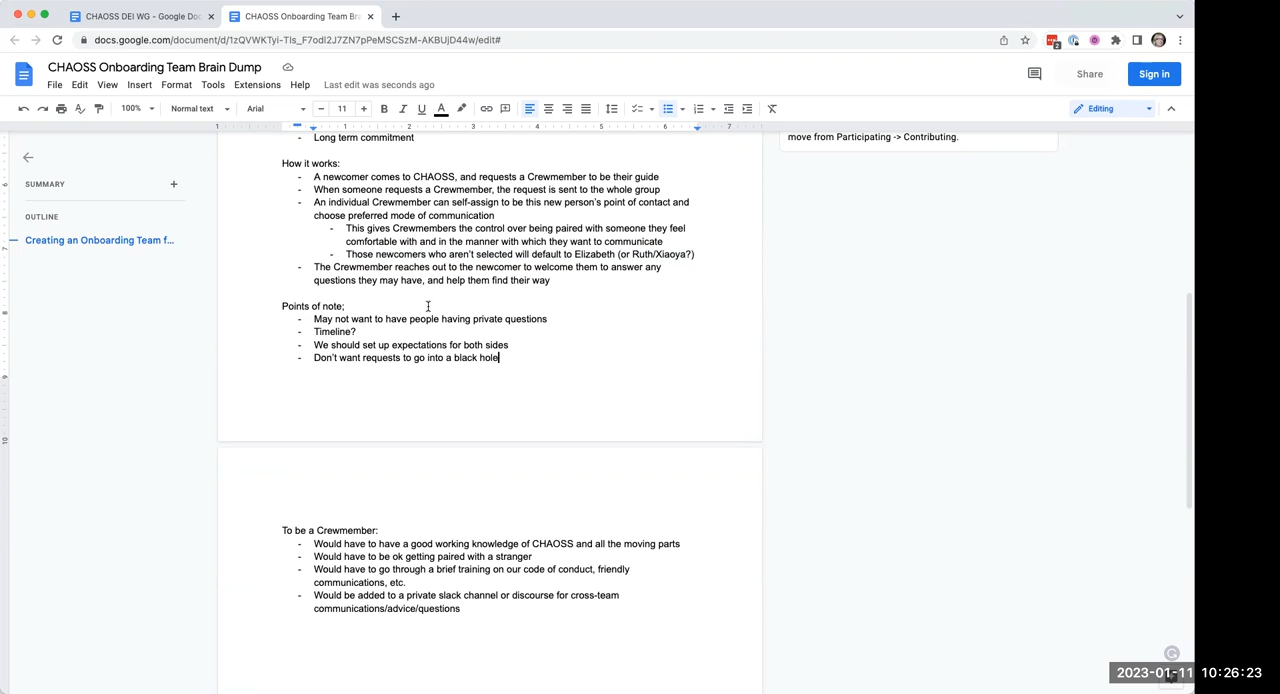 CHAOSS DEI WG - Google Doc
CHAOSS Onboarding Team Bra
docs.google.com/document/d/1zQVWKTyi-TIs_F7odI2J7ZN7pPeMSCSzM-AKBUjD44w/edit#
2
CHAOSS Onboarding Team Brain Dump
File Edit View Insert Format Tools Extensions Help Last edit was seconds ago
Share
Sign in
100% Normal text Arial 11 B I U A
Editing
1 1 2 3 4 5 6 7
- Long term commitment
move from Participating -> Contributing.
How it works:
- A newcomer comes to CHAOSS, and requests a Crewmember to be their guide
- When someone requests a Crewmember, the request is sent to the whole group
- An individual Crewmember can self-assign to be this new person's point of contact and
choose preferred mode of communication
- This gives Crewmembers the control over being paired with someone they feel
comfortable with and in the manner with which they want to communicate
- Those newcomers who aren't selected will default to Elizabeth (or Ruth/Xiaoya?)
- The Crewmember reaches out to the newcomer to welcome them to answer any
questions they may have, and help them find their way
SUMMARY
OUTLINE
Creating an Onboarding Team f...
Points of note;
- May not want to have people having private questions
- Timeline?
- We should set up expectations for both sides
- Don't want requests to go into a black hole
To be a Crewmember:
- Would have to have a good working knowledge of CHAOSS and all the moving parts
- Would have to be ok getting paired with a stranger
- Would have to go through a brief training on our code of conduct, friendly
communications, etc.
- Would be added to a private slack channel or discourse for cross-team
communications/advice/questions
2023-01-11 10:26:23